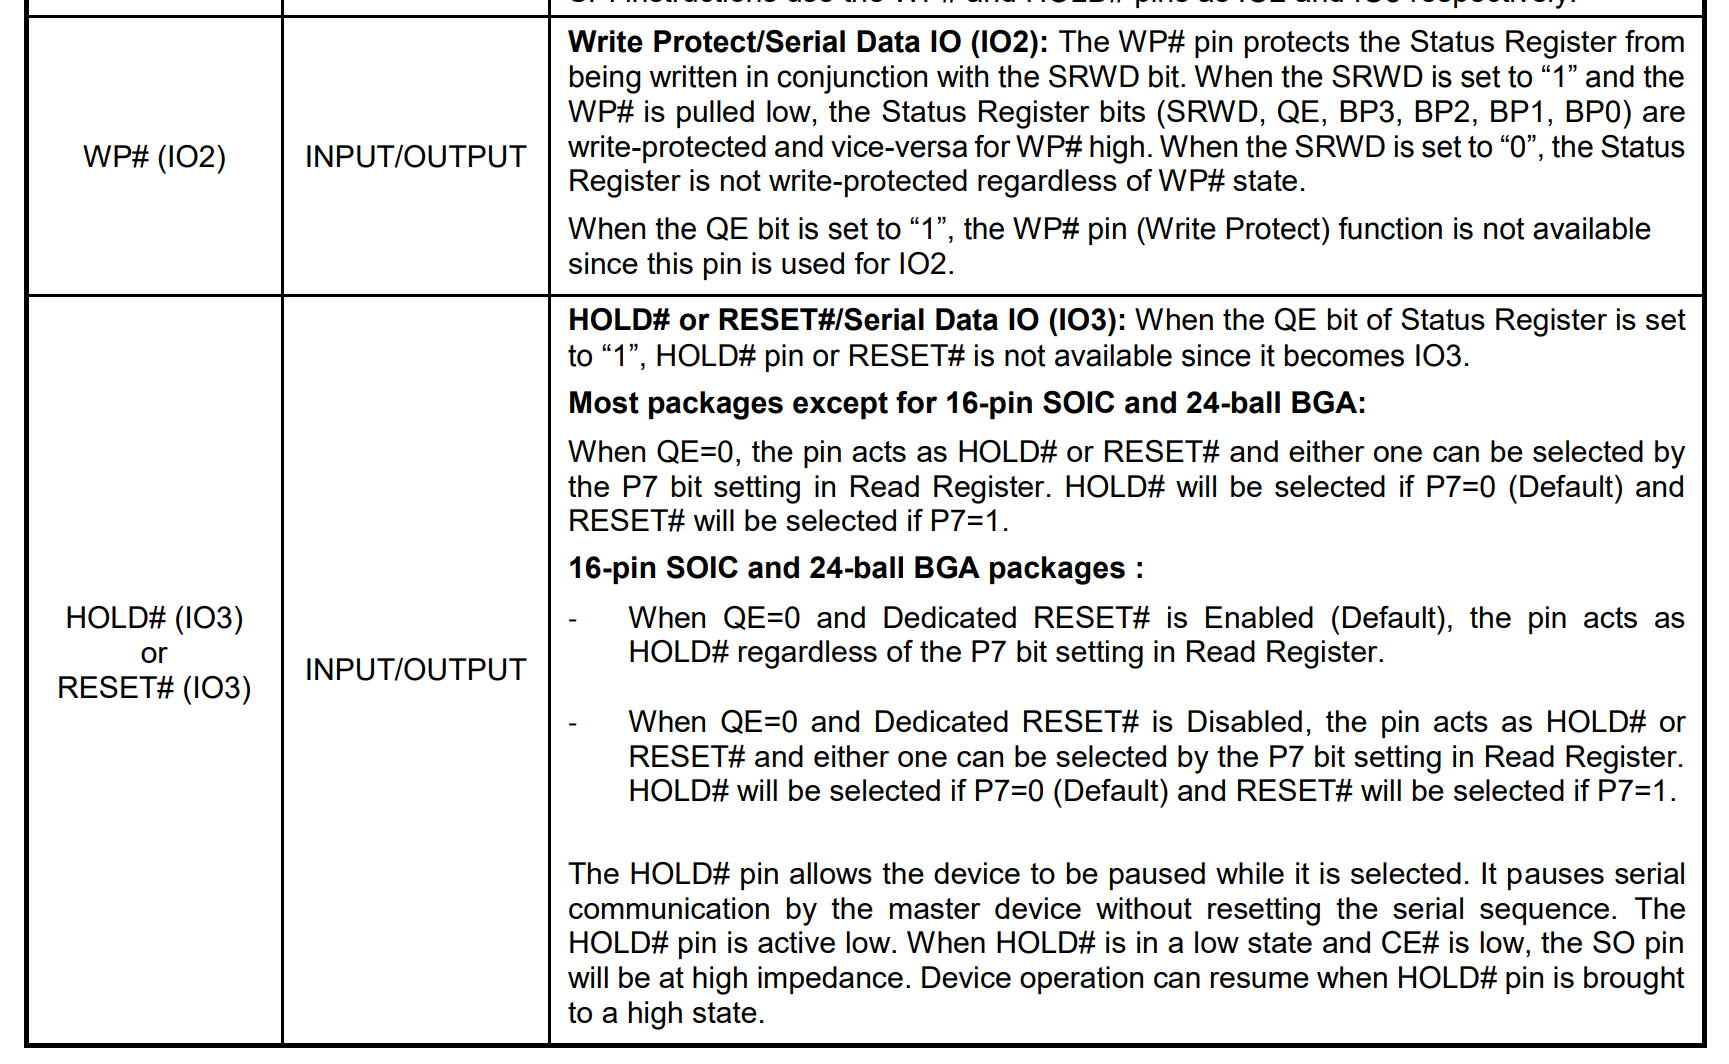 SPI instructions use the WP# and HOLD# pins as IO2 and IO3 respectively.
WP# (IO2)
INPUT/OUTPUT
Write Protect/Serial Data IO (IO2): The WP# pin protects the Status Register from
being written in conjunction with the SRWD bit. When the SRWD is set to “1” and the
WP# is pulled low, the Status Register bits (SRWD, QE, BP3, BP2, BP1, BP0) are
write-protected and vice-versa for WP# high. When the SRWD is set to “0”, the Status
Register is not write-protected regardless of WP# state.
When the QE bit is set to “1”, the WP# pin (Write Protect) function is not available
since this pin is used for IO2.
HOLD# (IO3)
or
RESET# (IO3)
INPUT/OUTPUT
HOLD# or RESET#/Serial Data IO (IO3): When the QE bit of Status Register is set
to “1”, HOLD# pin or RESET# is not available since it becomes IO3.
Most packages except for 16-pin SOIC and 24-ball BGA:
When QE=0, the pin acts as HOLD# or RESET# and either one can be selected by
the P7 bit setting in Read Register. HOLD# will be selected if P7=0 (Default) and
RESET# will be selected if P7=1.
16-pin SOIC and 24-ball BGA packages :
- When QE=0 and Dedicated RESET# is Enabled (Default), the pin acts as
HOLD# regardless of the P7 bit setting in Read Register.
- When QE=0 and Dedicated RESET# is Disabled, the pin acts as HOLD# or
RESET# and either one can be selected by the P7 bit setting in Read Register.
HOLD# will be selected if P7=0 (Default) and RESET# will be selected if P7=1.
The HOLD# pin allows the device to be paused while it is selected. It pauses serial
communication by the master device without resetting the serial sequence. The
HOLD# pin is active low. When HOLD# is in a low state and CE# is low, the SO pin
will be at high impedance. Device operation can resume when HOLD# pin is brought
to a high state.